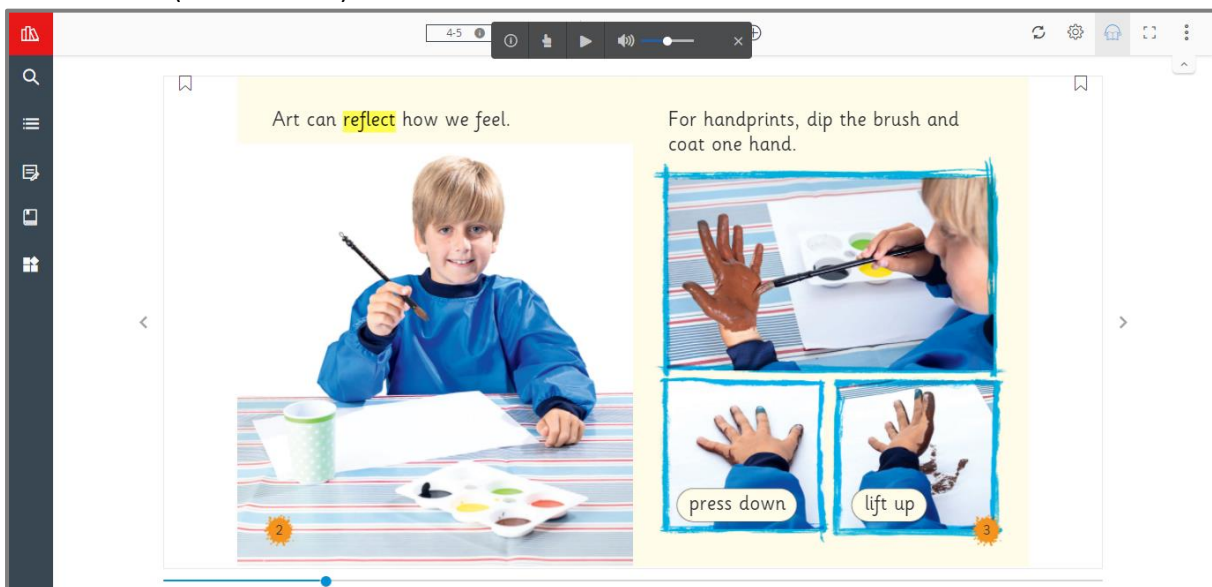 4-5
Art can reflect how we feel.
For handprints, dip the brush and
coat one hand.
press down
lift up
2
3